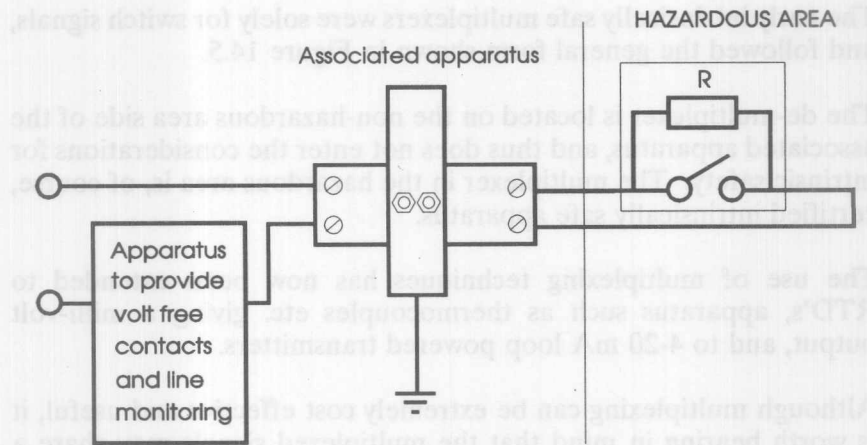 HAZARDOUS AREA
Associated apparatus
R
Apparatus
to provide
volt free
contacts
and line
monitoring